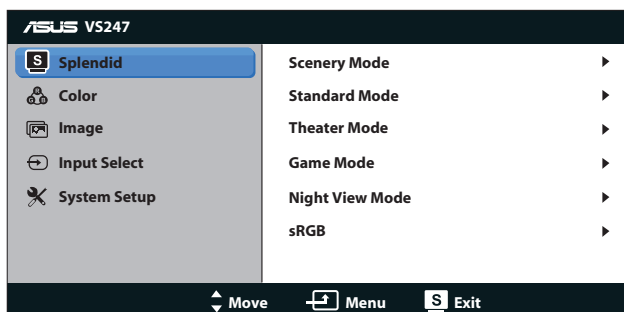 ASUS VS247
S Splendid
Color
Image
Input Select
System Setup
Scenery Mode
Standard Mode
Theater Mode
Game Mode
Night View Mode
sRGB
Move Menu S Exit